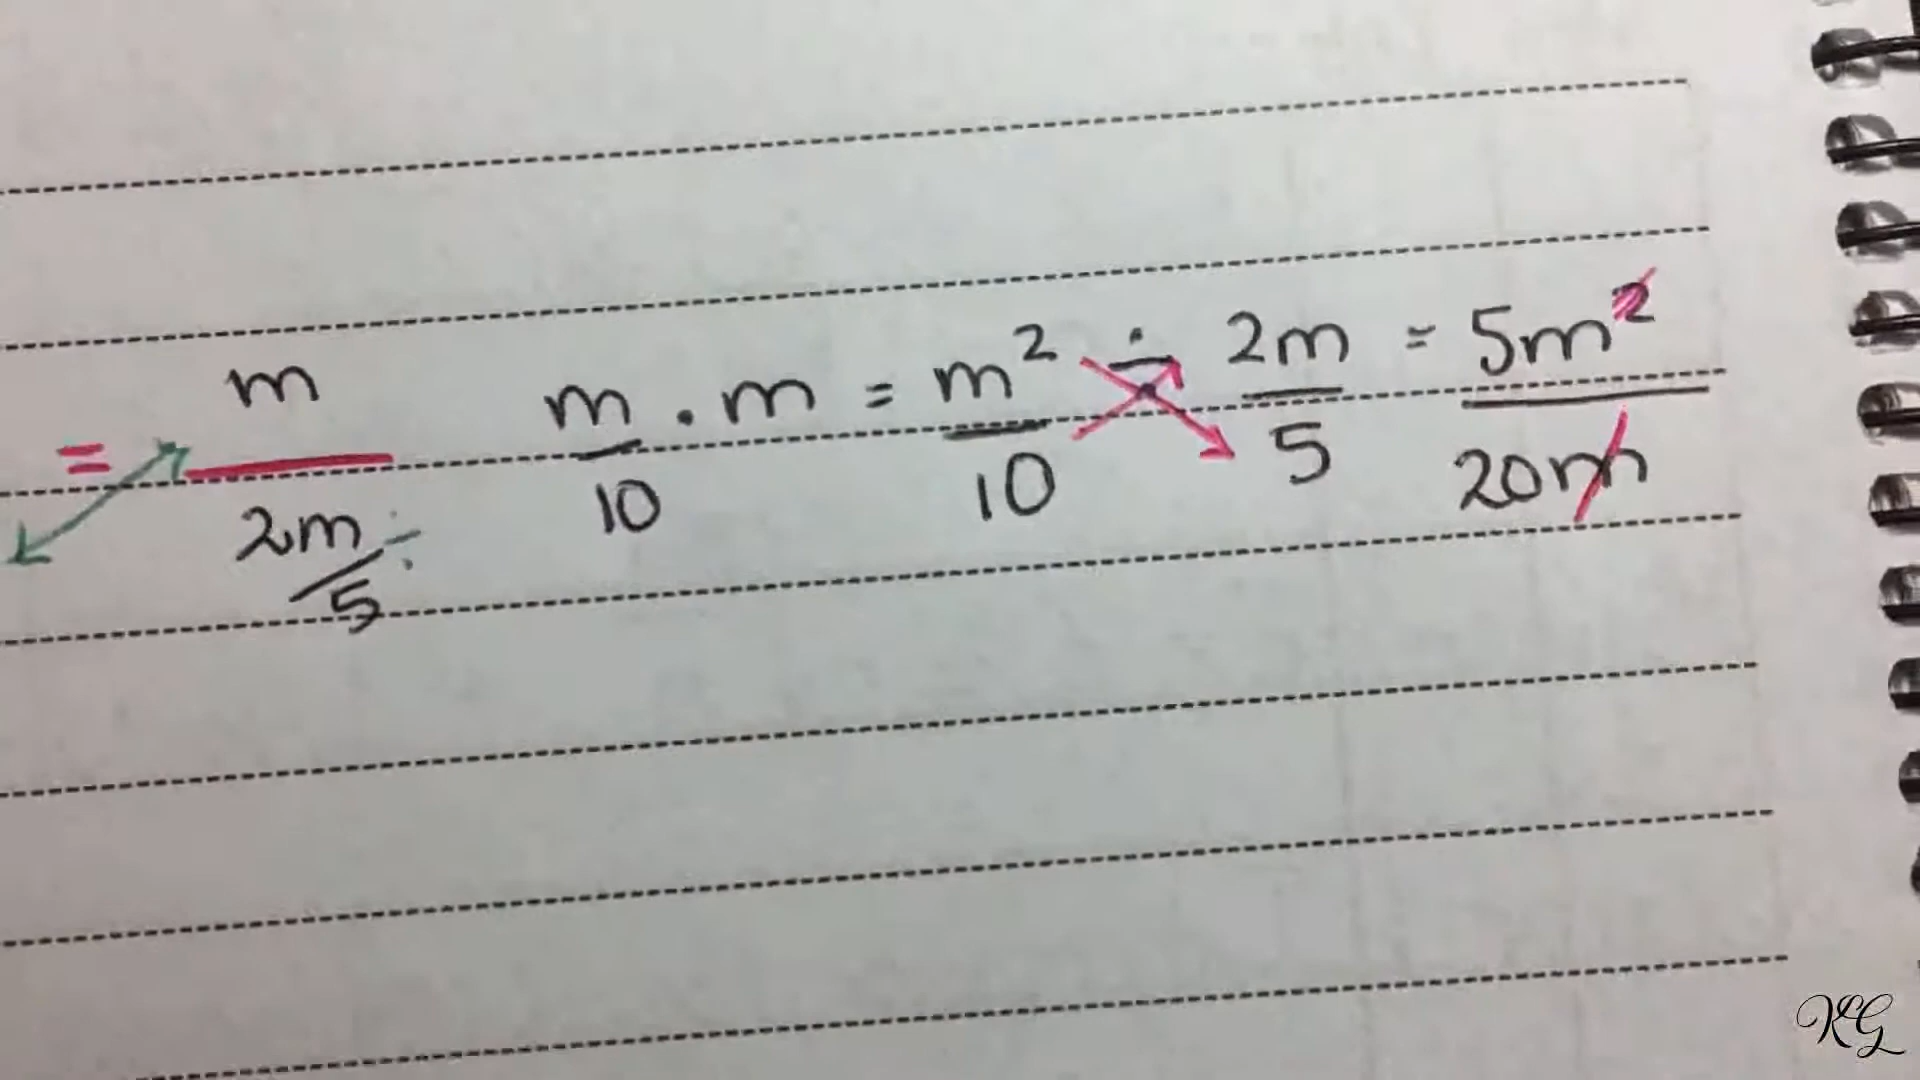 = m / (2m/5) ÷ m/10 . m = m²/10 ÷ 2m/5 = 5m²/20m
KG